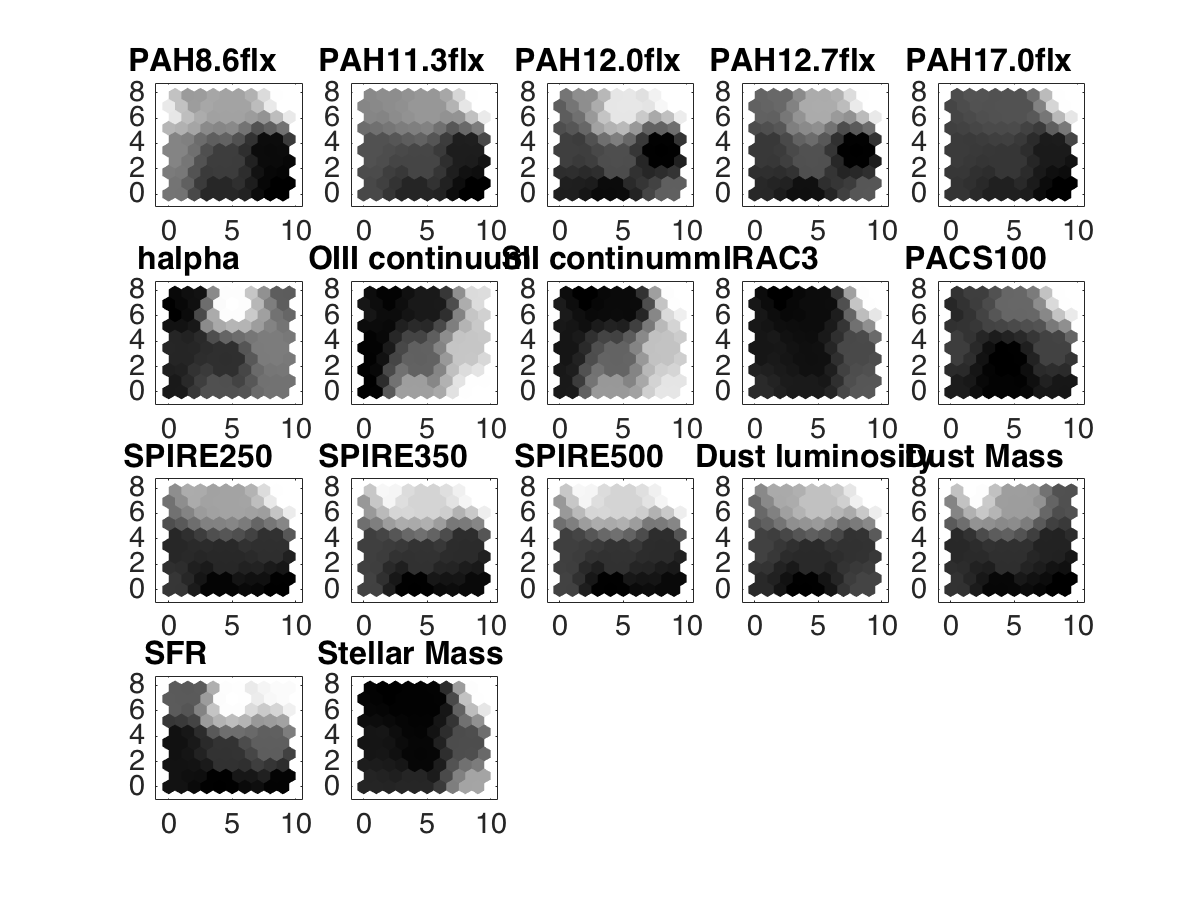 PAH8.6flx PAH11.3flx PAH12.0flx PAH12.7flx PAH17.0flx
8 8 8 8 8
6 6 6 6 6
4 4 4 4 4
2 2 2 2 2
0 0 0 0 0
0 5 10 0 5 10 0 5 10 0 5 10 0 5 10
halpha OIII continuum SII continumm IRAC3 PACS100
8 8 8 8 8
6 6 6 6 6
4 4 4 4 4
2 2 2 2 2
0 0 0 0 0
0 5 10 0 5 10 0 5 10 0 5 10 0 5 10
SPIRE250 SPIRE350 SPIRE500 Dust luminosity Dust Mass
8 8 8 8 8
6 6 6 6 6
4 4 4 4 4
2 2 2 2 2
0 0 0 0 0
0 5 10 0 5 10 0 5 10 0 5 10 0 5 10
SFR Stellar Mass
8 8
6 6
4 4
2 2
0 0
0 5 10 0 5 10